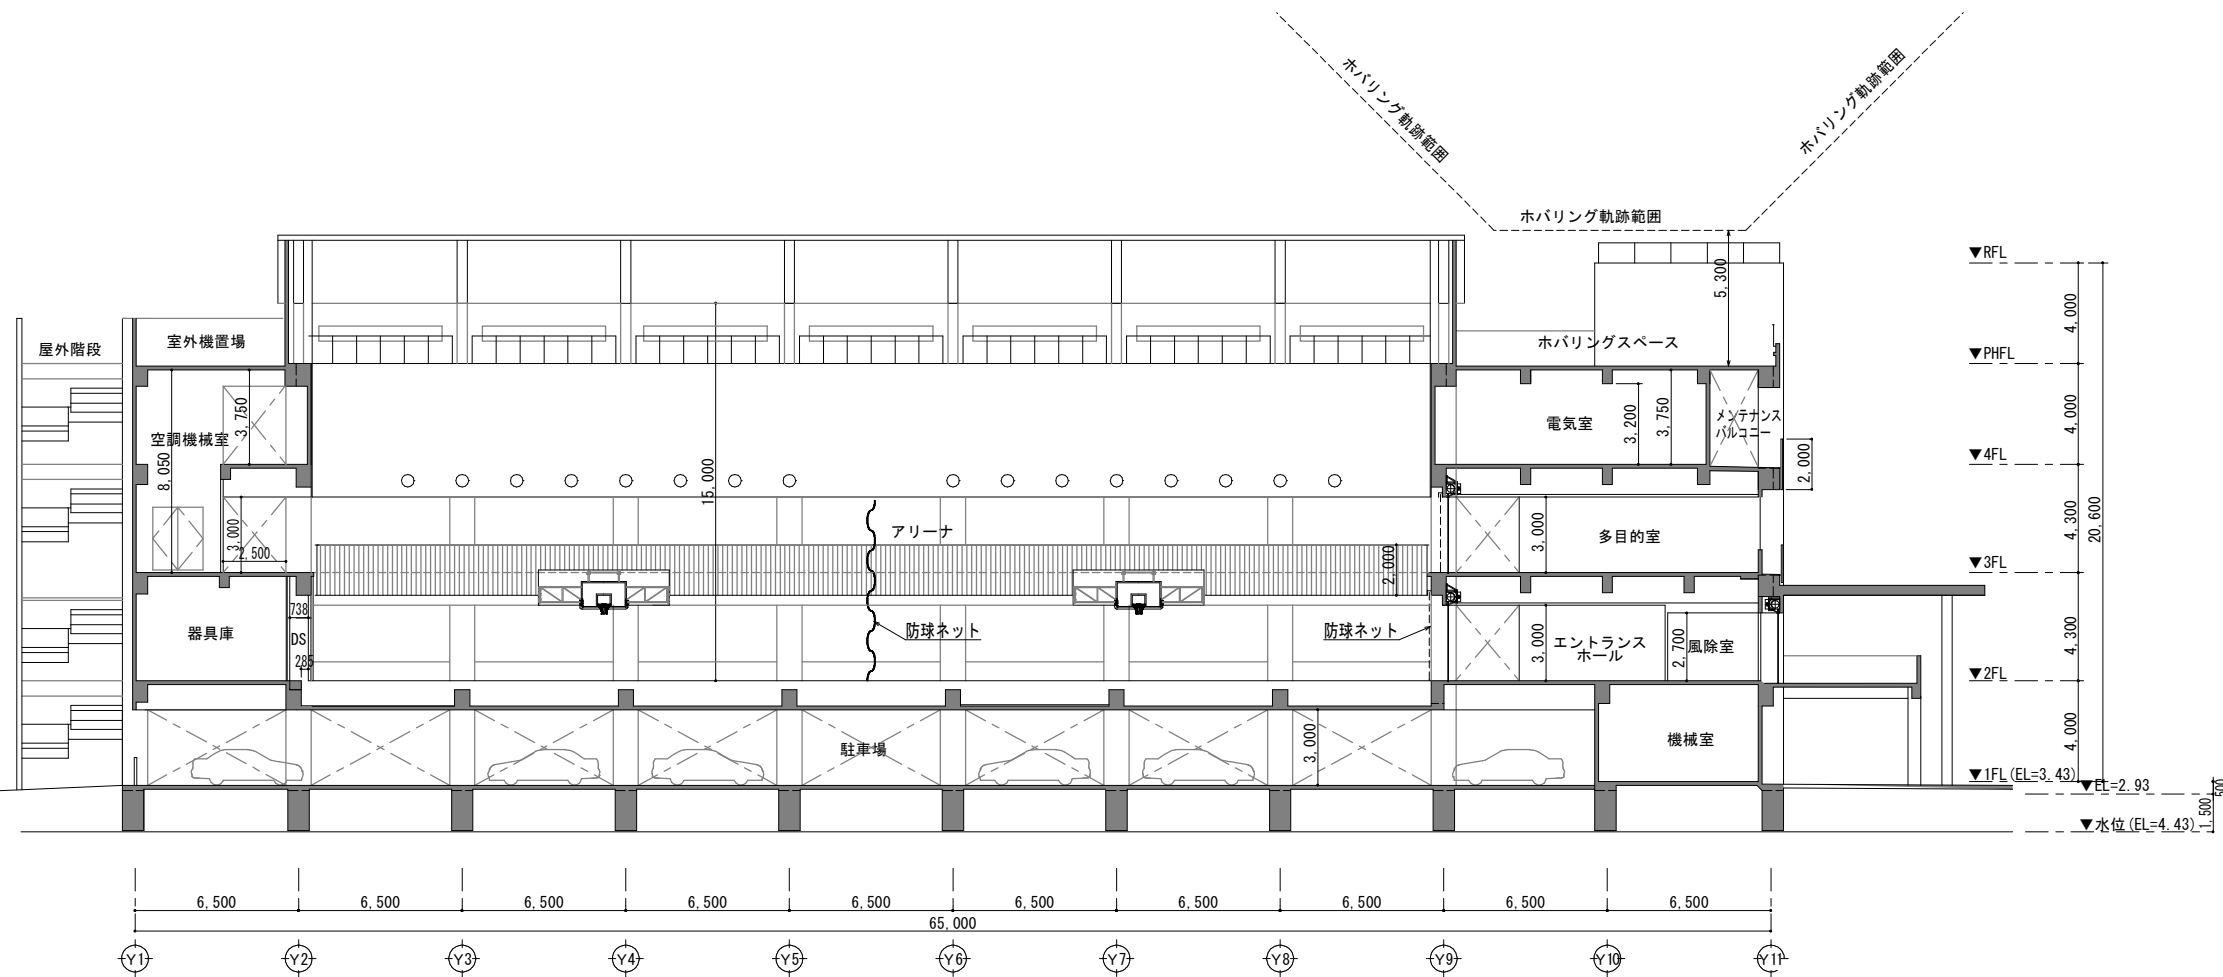 ホバリング軌跡範囲
ホバリング軌跡範囲
ホバリング軌跡範囲
5,300
▼RFL
4,000
屋外階段
室外機置場
ホバリングスペース
▼PHFL
空調機械室
3,750
8,050
15,000
電気室
3,200
3,750
メンテナンス
バルコニー
4,000
▼4FL
2,000
3,000
2,500
アリーナ
2,000
3,000
多目的室
4,300
20,600
▼3FL
器具庫
738
DS
285
防球ネット
防球ネット
3,000
エントランス
ホール
2,700
風除室
4,300
▼2FL
駐車場
3,000
機械室
4,000
▼1FL(EL=3.43)
▼EL=2.93
500
1,500
▼水位(EL=4.43)
6,500
6,500
6,500
6,500
6,500
6,500
6,500
6,500
6,500
6,500
65,000
Y1
Y2
Y3
Y4
Y5
Y6
Y7
Y8
Y9
Y10
Y11